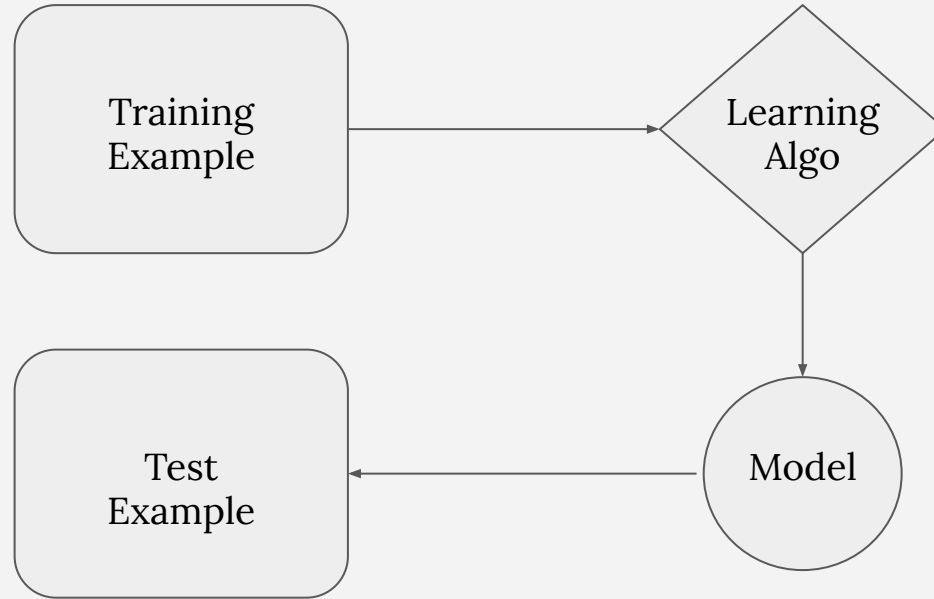 Training
Example
Learning
Algo
Test
Example
Model